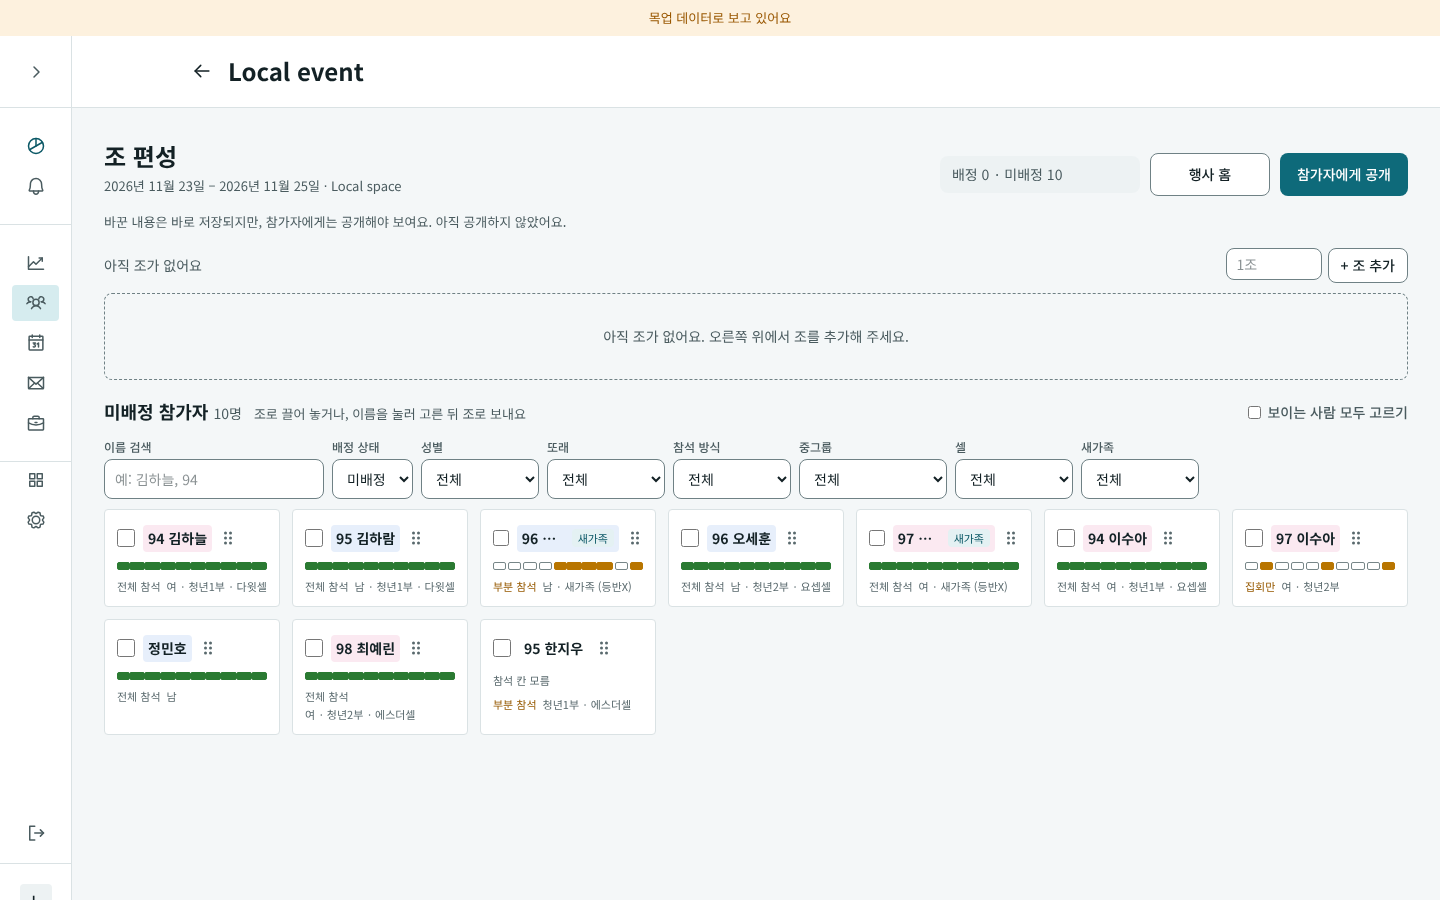 목업 데이터로 보고 있어요
Local event
조 편성
2026년 11월 23일 – 2026년 11월 25일 · Local space
배정 0 · 미배정 10
행사 홈
참가자에게 공개
바꾼 내용은 바로 저장되지만, 참가자에게는 공개해야 보여요. 아직 공개하지 않았어요.
아직 조가 없어요
1조
+ 조 추가
아직 조가 없어요. 오른쪽 위에서 조를 추가해 주세요.
미배정 참가자 10명 조로 끌어 놓거나, 이름을 눌러 고른 뒤 조로 보내요
보이는 사람 모두 고르기
이름 검색 배정 상태 성별 또래 참석 방식 중그룹 셀 새가족
예: 김하늘, 94 미배정 전체 전체 전체 전체 전체 전체
94 김하늘
전체 참석 여 · 청년1부 · 다윗셀
95 김하람
전체 참석 남 · 청년1부 · 다윗셀
96 ··· 새가족
부분 참석 남 · 새가족 (등반X)
96 오세훈
전체 참석 남 · 청년2부 · 요셉셀
97 ··· 새가족
전체 참석 여 · 새가족 (등반X)
94 이수아
전체 참석 여 · 청년1부 · 요셉셀
97 이수아
집회만 여 · 청년2부
정민호
전체 참석 남
98 최예린
전체 참석
여 · 청년2부 · 에스더셀
95 한지우
참석 칸 모름
부분 참석 청년1부 · 에스더셀